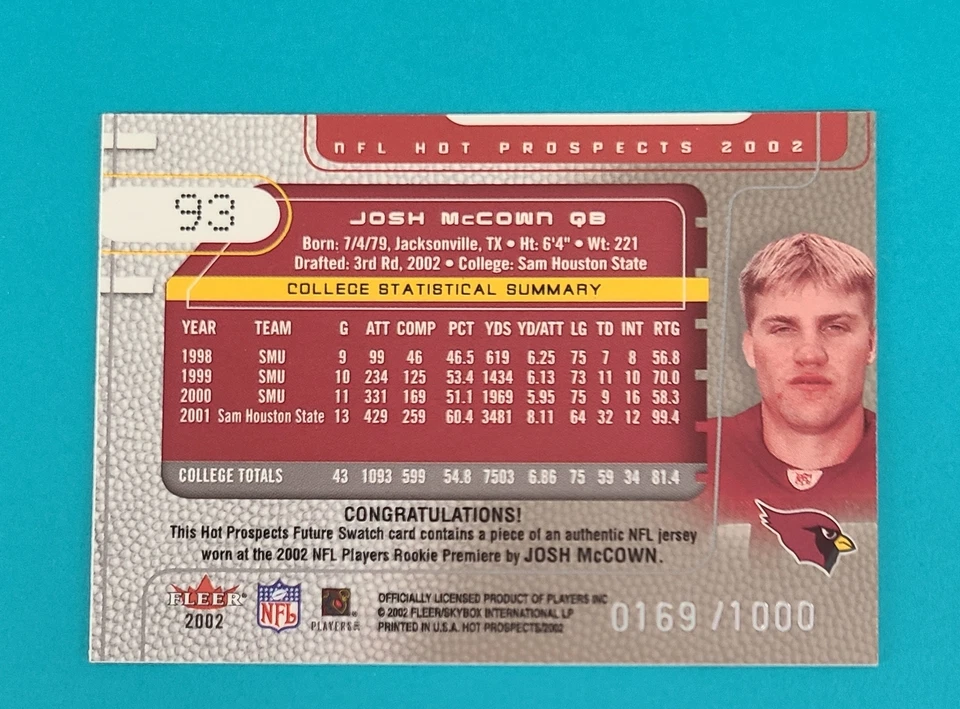 NFL HOT PROSPECTS 2002
93
JOSH McCOWN QB
Born: 7/4/79, Jacksonville, TX • Ht: 6'4" • Wt: 221
Drafted: 3rd Rd, 2002 • College: Sam Houston State
COLLEGE STATISTICAL SUMMARY
YEAR TEAM G ATT COMP PCT YDS YD/ATT LG TD INT RTG
1998 SMU 9 99 46 46.5 619 6.25 75 7 8 56.8
1999 SMU 10 234 125 53.4 1434 6.13 73 11 10 70.0
2000 SMU 11 331 169 51.1 1969 5.95 75 9 16 58.3
2001 Sam Houston State 13 429 259 60.4 3481 8.11 64 32 12 99.4
COLLEGE TOTALS 43 1093 599 54.8 7503 6.86 75 59 34 81.4
CONGRATULATIONS!
This Hot Prospects Future Swatch card contains a piece of an authentic NFL jersey
worn at the 2002 NFL Players Rookie Premiere by JOSH McCOWN.
FLEER
2002
NFL
PLAYERS INC
OFFICIALLY LICENSED PRODUCT OF PLAYERS INC
© 2002 FLEER/SKYBOX INTERNATIONAL LP
PRINTED IN U.S.A. HOT PROSPECTS/2002
0169/1000